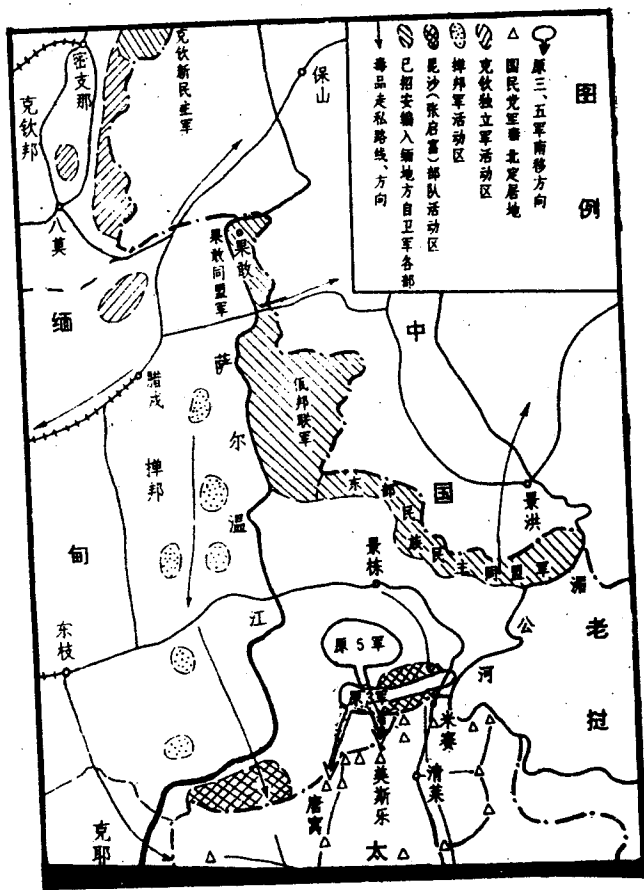 图例
原三、五军南移方向
国民党军泰北定居地
克钦独立军活动区
掸邦军活动区
昆沙(张启富)部队活动区
已招安编入缅地方自卫军各部
毒品走私路线、方向
克钦新民主军
密支那
克钦邦
保山
八莫
果敢
果敢同盟军
缅甸
中国
萨尔温江
腊戌
佤邦联军
掸邦
东部民族民主同盟军
景洪
景栋
湄公河
老挝
东枝
原5军
原3军
米赛
清莱
美斯乐
唐窝
克耶
太